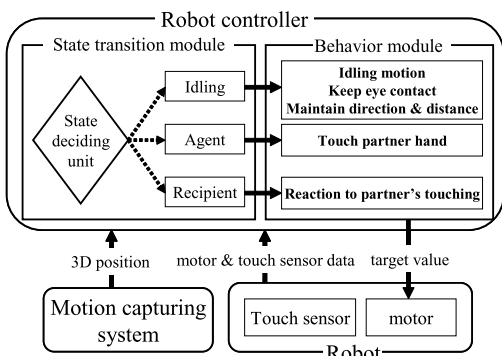 Robot controller
State transition module
Behavior module
State
deciding
unit
Idling
Idling motion
Keep eye contact
Maintain direction & distance
Agent
Touch partner hand
Recipient
Reaction to partner's touching
3D position
motor & touch sensor data
target value
Motion capturing
system
Touch sensor
motor
Robot